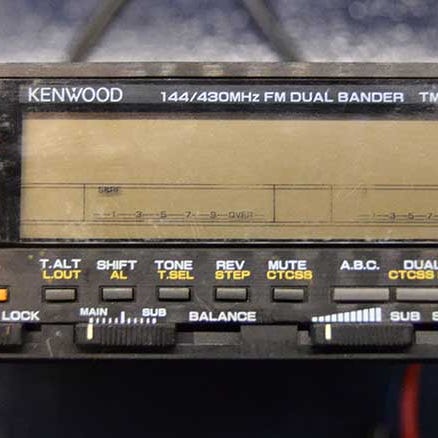 KENWOOD 144/430MHz FM DUAL BANDER TM
1 3 5 7 9 OVER 1 3 5 7
T.ALT SHIFT TONE REV MUTE A.B.C. DUAL
L.OUT AL T.SEL STEP CTCSS CTCSS
MAIN SUB
LOCK BALANCE SUB S